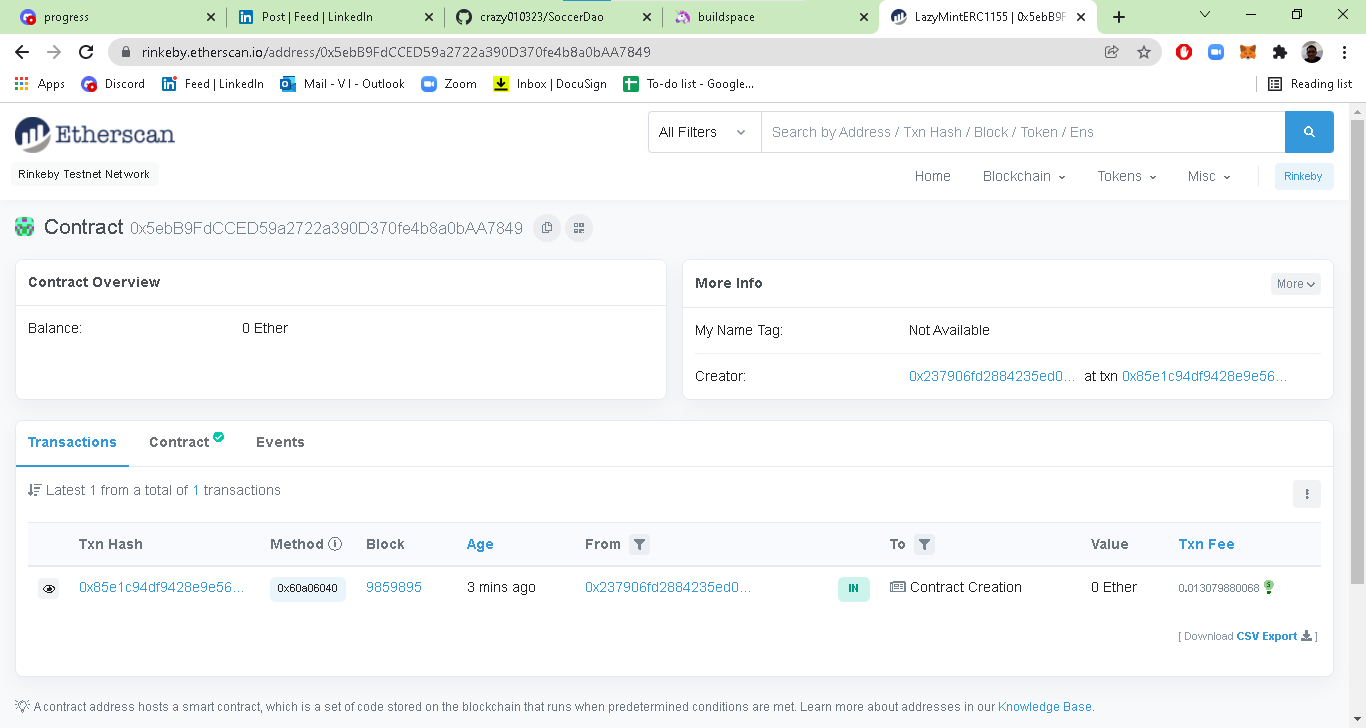 progress
Post | Feed | LinkedIn
crazy010323/SoccerDao
buildspace
LazyMintERC1155 | 0x5ebB9F
rinkeby.etherscan.io/address/0x5ebB9FdCCED59a2722a390D370fe4b8a0bAA7849
Apps Discord Feed | LinkedIn Mail - V I - Outlook Zoom Inbox | DocuSign To-do list - Google... Reading list
Etherscan
All Filters Search by Address / Txn Hash / Block / Token / Ens
Rinkeby Testnet Network
Home Blockchain Tokens Misc Rinkeby
Contract 0x5ebB9FdCCED59a2722a390D370fe4b8a0bAA7849
Contract Overview
Balance: 0 Ether
More Info More
My Name Tag: Not Available
Creator: 0x237906fd2884235ed0... at txn 0x85e1c94df9428e9e56...
Transactions Contract Events
Latest 1 from a total of 1 transactions
Txn Hash Method Block Age From To Value Txn Fee
0x85e1c94df9428e9e56... 0x60a06040 9859895 3 mins ago 0x237906fd2884235ed0... IN Contract Creation 0 Ether 0.013079880068
[ Download CSV Export ]
A contract address hosts a smart contract, which is a set of code stored on the blockchain that runs when predetermined conditions are met. Learn more about addresses in our Knowledge Base.